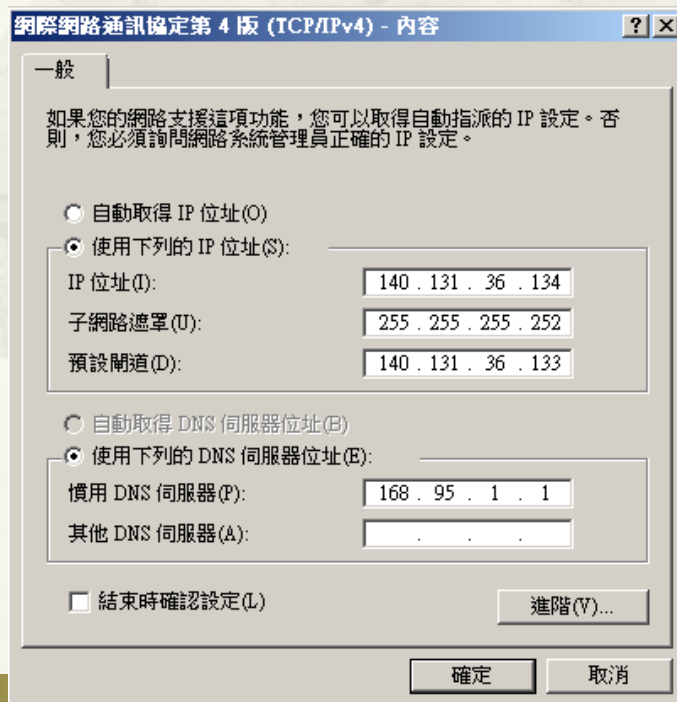 網際網路通訊協定第 4 版 (TCP/IPv4) - 內容
一般
如果您的網路支援這項功能，您可以取得自動指派的 IP 設定。否
則，您必須詢問網路系統管理員正確的 IP 設定。
自動取得 IP 位址(O)
使用下列的 IP 位址(S):
IP 位址(I): 140 . 131 . 36 . 134
子網路遮罩(U): 255 . 255 . 255 . 252
預設閘道(D): 140 . 131 . 36 . 133
自動取得 DNS 伺服器位址(B)
使用下列的 DNS 伺服器位址(E):
慣用 DNS 伺服器(P): 168 . 95 . 1 . 1
其他 DNS 伺服器(A): . . .
結束時確認設定(L)
進階(V)...
確定 取消